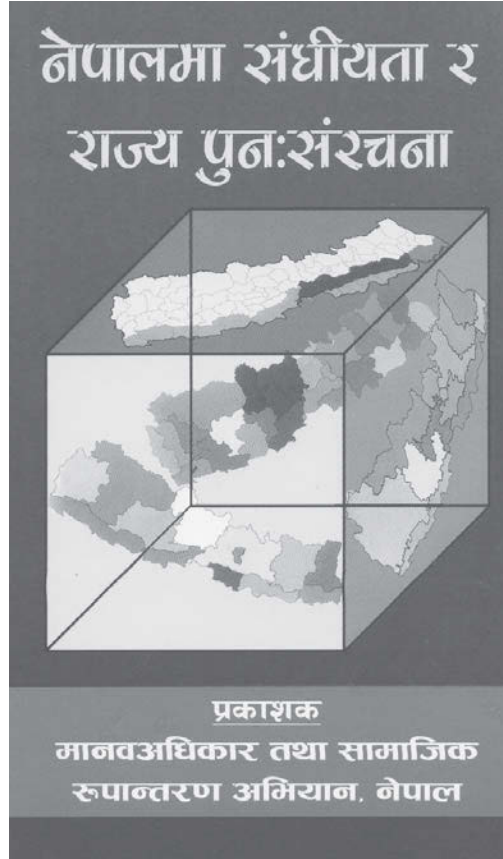 नेपालमा संघीयता र
राज्य पुन:संरचना
प्रकाशक
मानवअधिकार तथा सामाजिक
रुपान्तरण अभियान, नेपाल